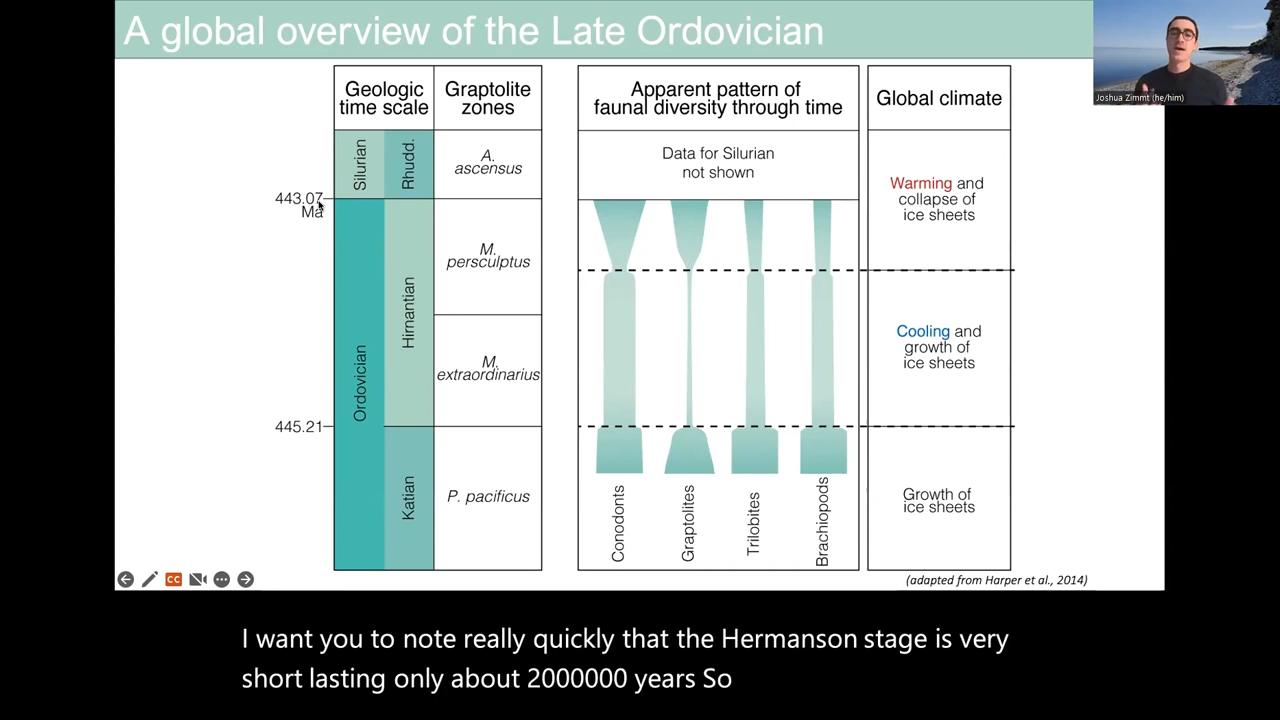 A global overview of the Late Ordovician
Joshua Zimmt (he/him)
Geologic
time scale
Graptolite
zones
Apparent pattern of
faunal diversity through time
Global climate
Silurian
Rhudd.
A.
ascensus
Data for Silurian
not shown
Warming and
collapse of
ice sheets
443.07
Ma
Ordovician
Hirnantian
M.
persculptus
M.
extraordinarius
Cooling and
growth of
ice sheets
445.21
Katian
P. pacificus
Conodonts
Graptolites
Trilobites
Brachiopods
Growth of
ice sheets
CC
(adapted from Harper et al., 2014)
I want you to note really quickly that the Hermanson stage is very
short lasting only about 2000000 years So